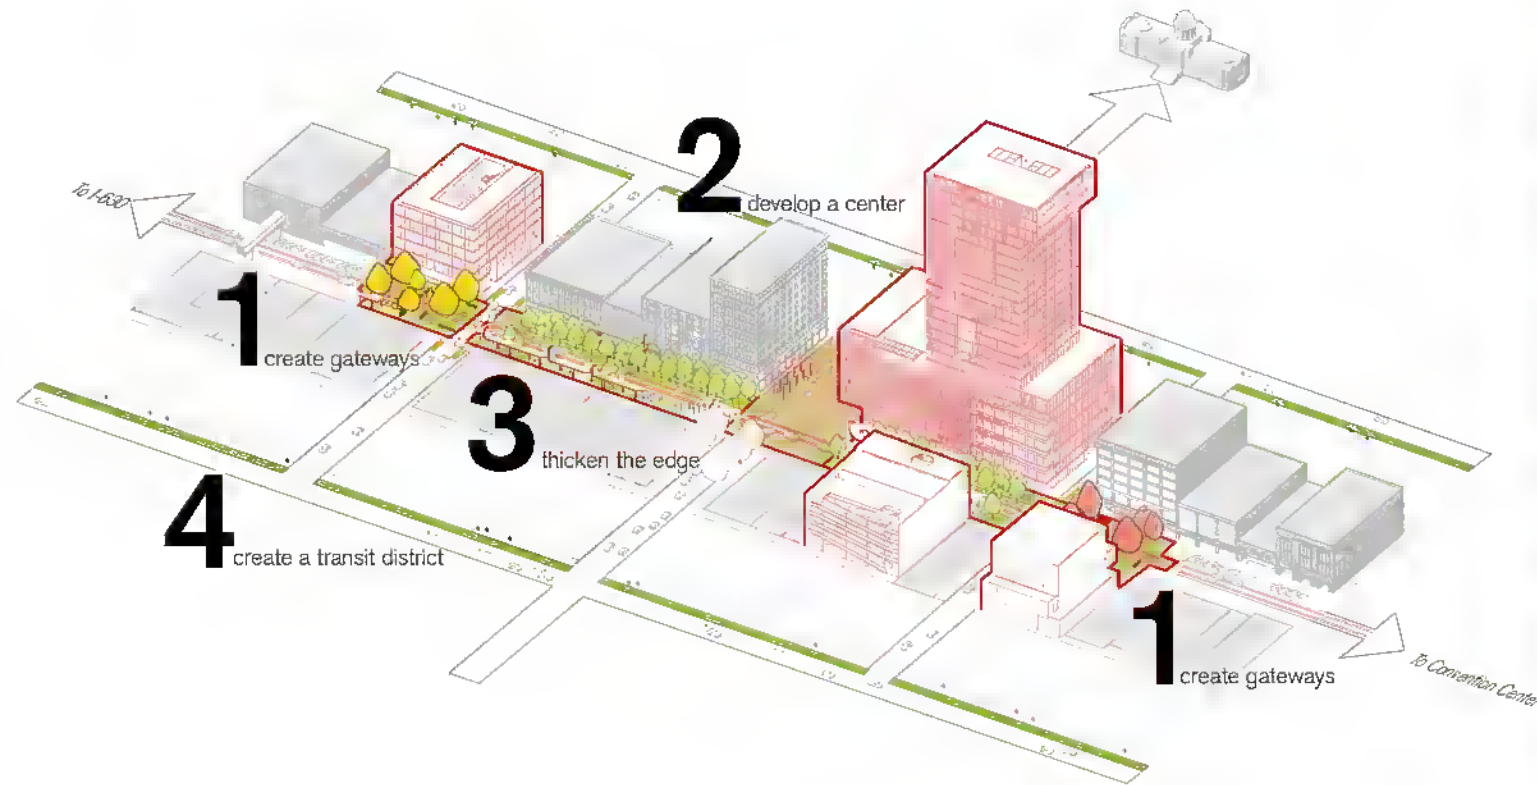 To I-630
2 develop a center
1 create gateways
3 thicken the edge
4 create a transit district
1 create gateways
To Convention Center